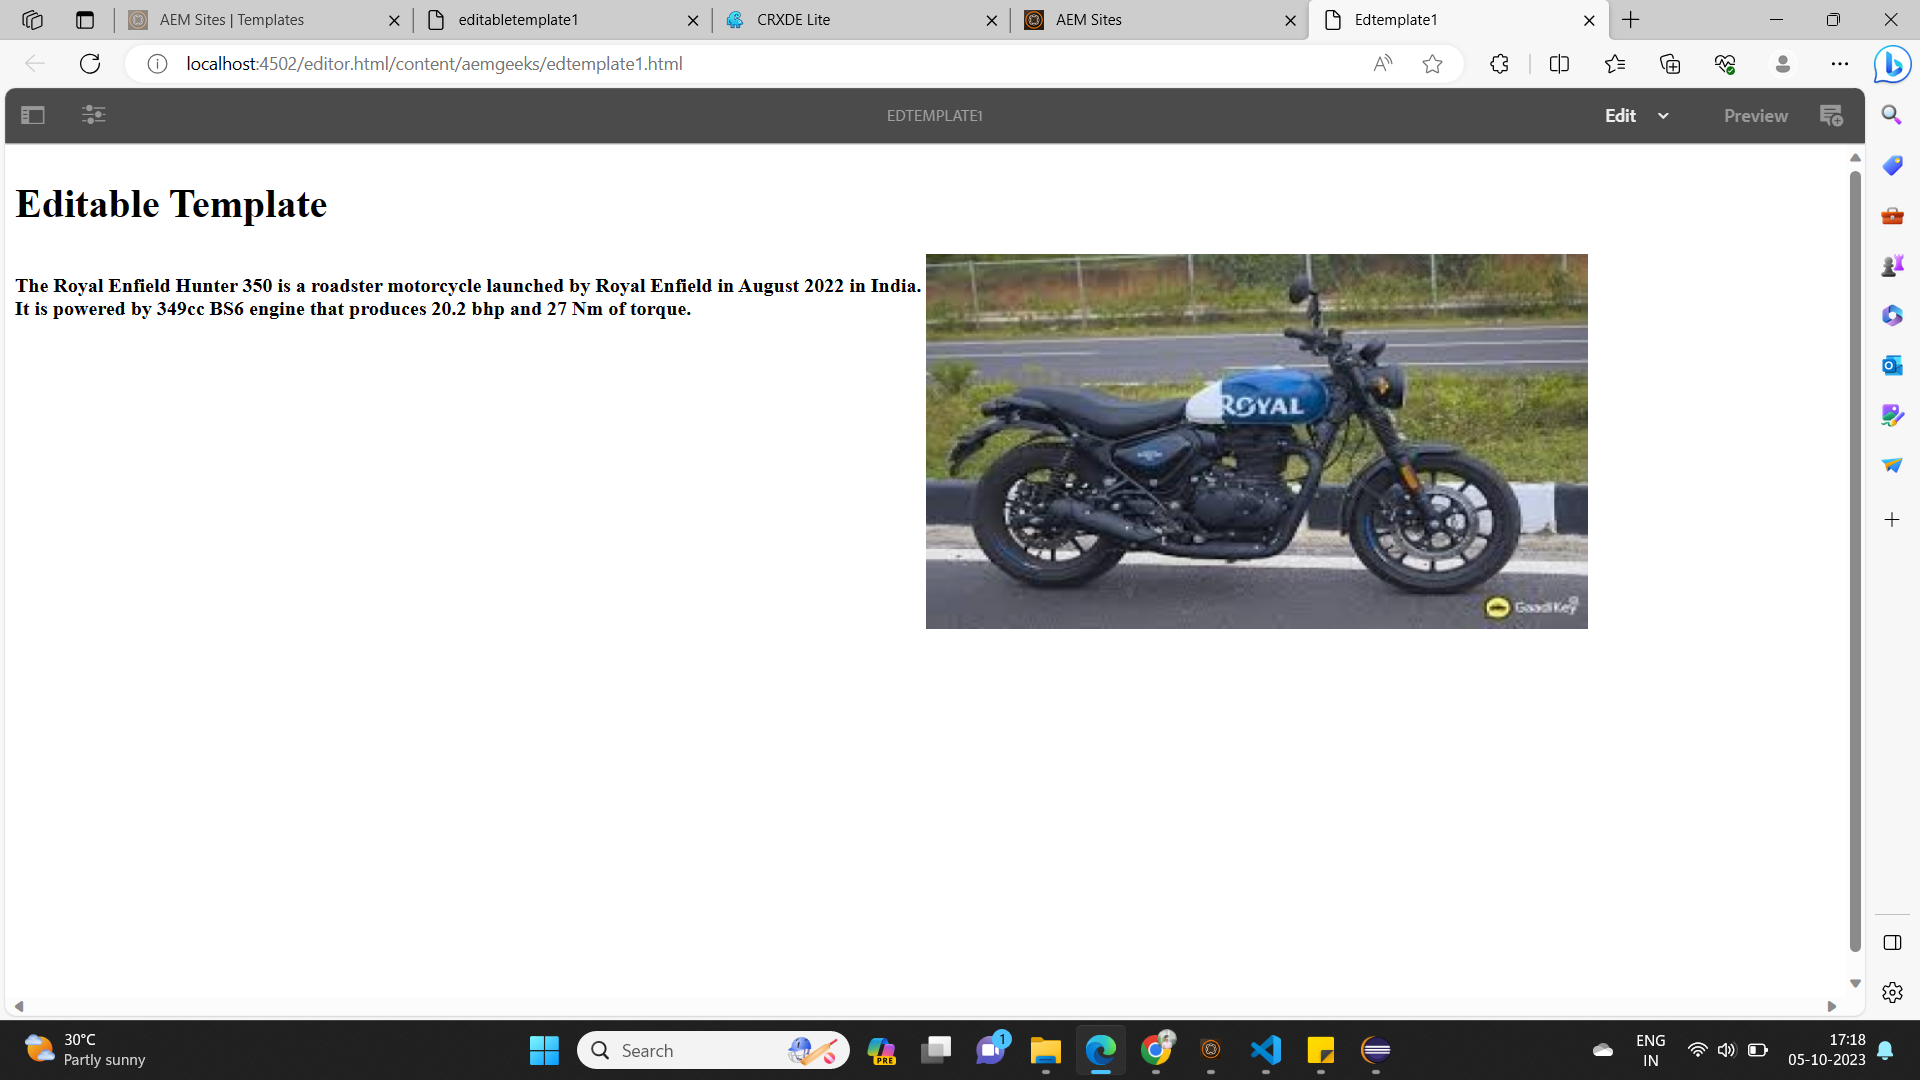 AEM Sites | Templates
editabletemplate1
CRXDE Lite
AEM Sites
Edtemplate1
localhost:4502/editor.html/content/aemgeeks/edtemplate1.html
EDTEMPLATE1
Edit
Preview
Editable Template
The Royal Enfield Hunter 350 is a roadster motorcycle launched by Royal Enfield in August 2022 in India.
It is powered by 349cc BS6 engine that produces 20.2 bhp and 27 Nm of torque.
ROYAL
GaadiKey
30°C
Partly sunny
Search
PRE
1
ENG
IN
17:18
05-10-2023